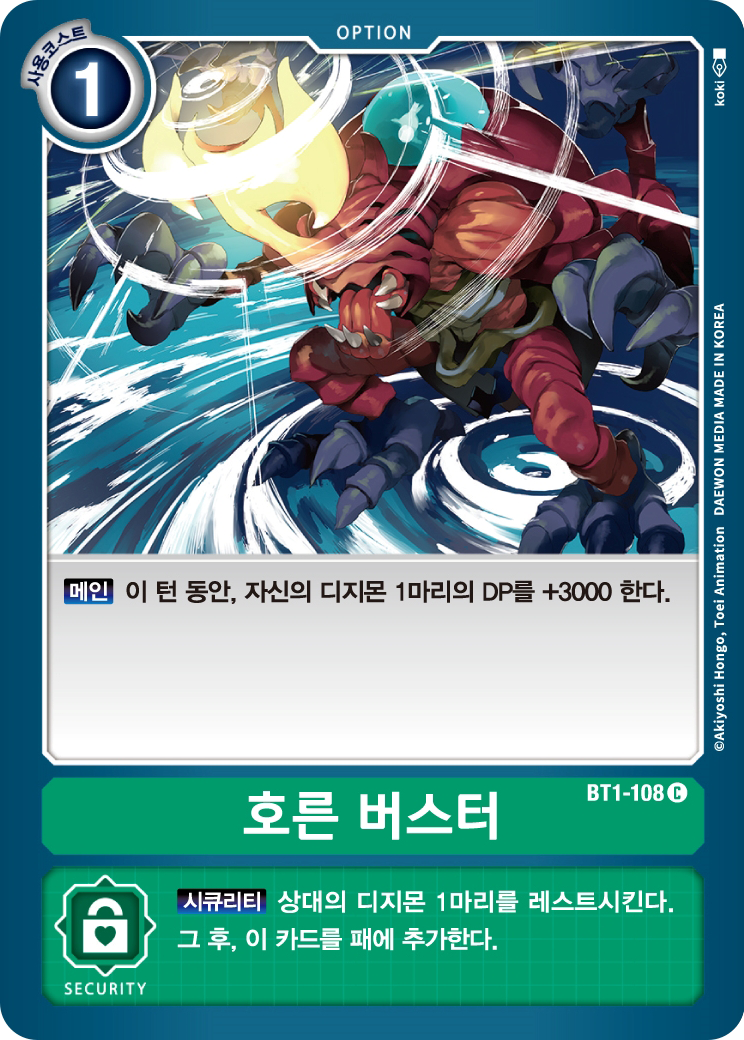 OPTION
사용코스트
1
koki
메인 이 턴 동안, 자신의 디지몬 1마리의 DP를 +3000 한다.
©Akiyoshi Hongo, Toei Animation DAEWON MEDIA MADE IN KOREA
BT1-108 C
호른 버스터
시큐리티 상대의 디지몬 1마리를 레스트시킨다.
그 후, 이 카드를 패에 추가한다.
SECURITY